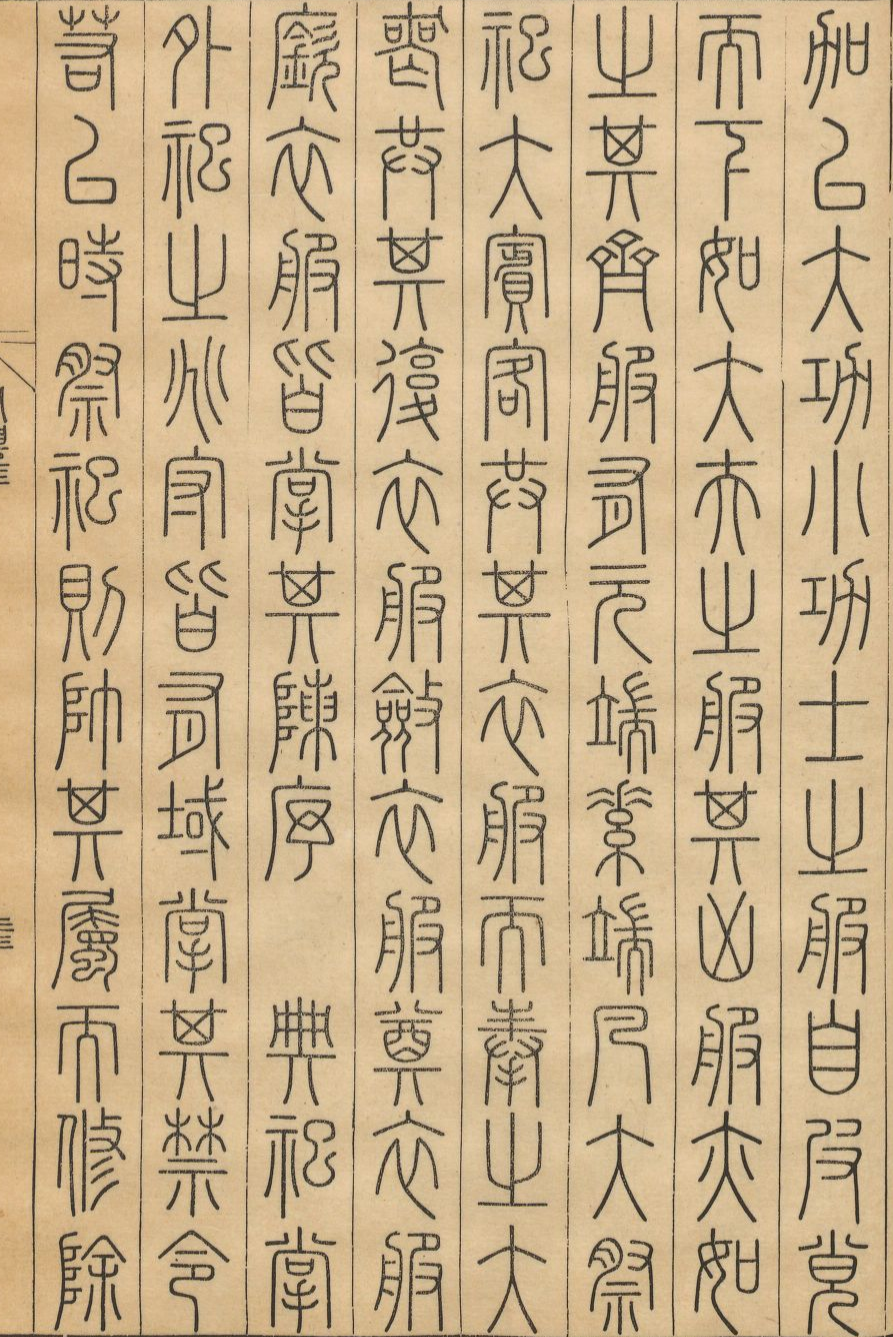 加以大功小功士之服自皮弁
而下如大夫之服其凶服亦如
之其齊服有元端素端凡大祭
祀大賓客共其衣服而奉之大
喪共其復衣服斂衣服奠衣服
廞衣服皆掌其陳序　典祀掌
外祀之兆守皆有域掌其禁令
若以時祭祀則帥其屬而修除